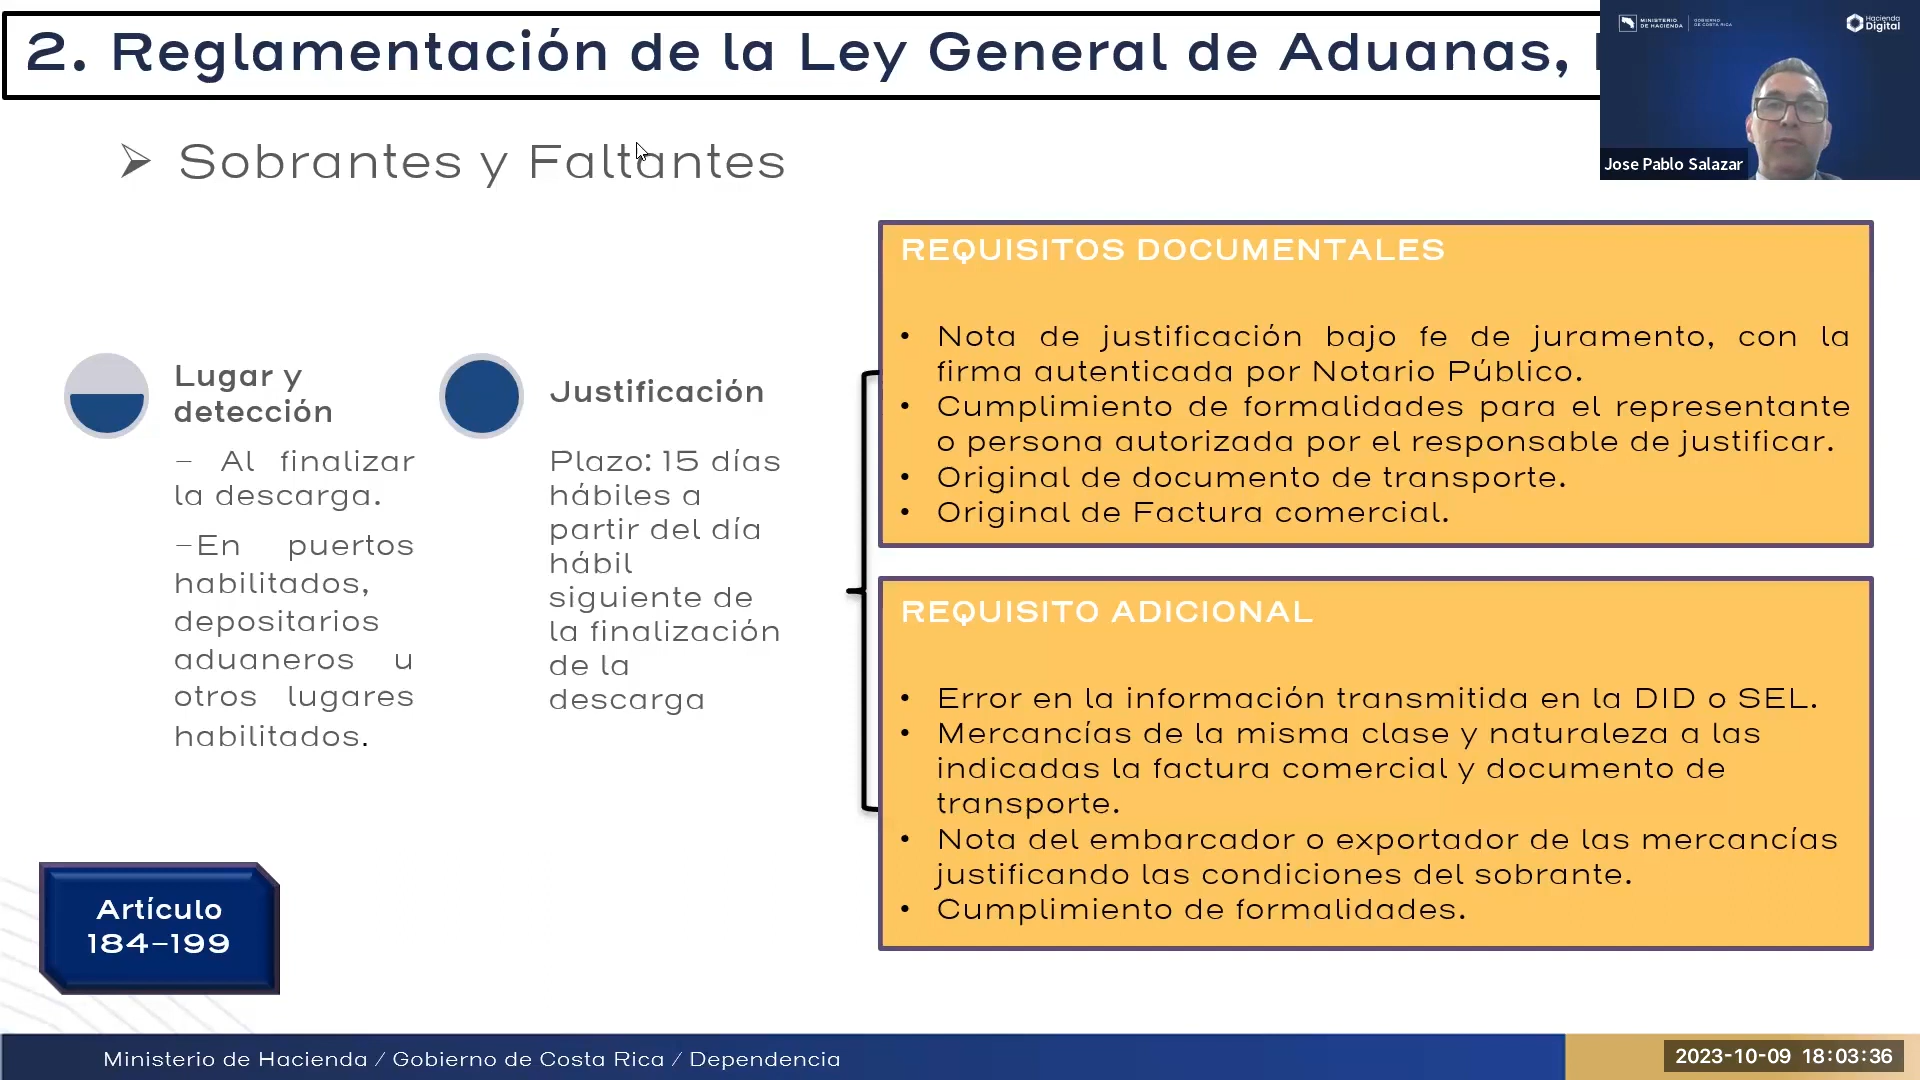 2. Reglamentación de la Ley General de Aduanas,
MINISTERIO
DE HACIENDA
GOBIERNO
DE COSTA RICA
Hacienda
Digital
Jose Pablo Salazar
➢ Sobrantes y Faltantes
Lugar y
detección
– Al finalizar
la descarga.
–En puertos
habilitados,
depositarios
aduaneros u
otros lugares
habilitados.
Justificación
Plazo: 15 días
hábiles a
partir del día
hábil
siguiente de
la finalización
de la
descarga
REQUISITOS DOCUMENTALES
• Nota de justificación bajo fe de juramento, con la
firma autenticada por Notario Público.
• Cumplimiento de formalidades para el representante
o persona autorizada por el responsable de justificar.
• Original de documento de transporte.
• Original de Factura comercial.
REQUISITO ADICIONAL
• Error en la información transmitida en la DID o SEL.
• Mercancías de la misma clase y naturaleza a las
indicadas la factura comercial y documento de
transporte.
• Nota del embarcador o exportador de las mercancías
justificando las condiciones del sobrante.
• Cumplimiento de formalidades.
Artículo
184–199
Ministerio de Hacienda / Gobierno de Costa Rica / Dependencia
2023-10-09 18:03:36